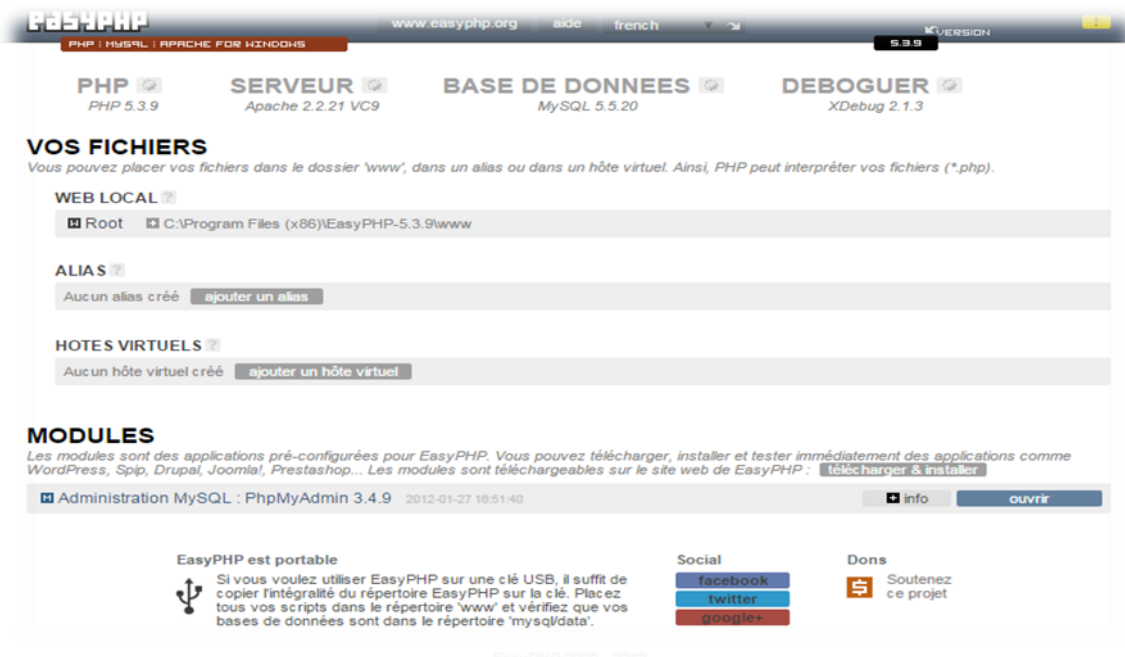 EASYPHP
www.easyphp.org aide french
PHP | MYSQL | APACHE FOR WINDOWS
VERSION
5.3.9
PHP SERVEUR BASE DE DONNEES DEBOGUER
PHP 5.3.9 Apache 2.2.21 VC9 MySQL 5.5.20 XDebug 2.1.3
VOS FICHIERS
Vous pouvez placer vos fichiers dans le dossier 'www', dans un alias ou dans un hôte virtuel. Ainsi, PHP peut interpréter vos fichiers (*.php).
WEB LOCAL ?
Root C:\Program Files (x86)\EasyPHP-5.3.9\www
ALIAS ?
Aucun alias créé ajouter un alias
HOTES VIRTUELS ?
Aucun hôte virtuel créé ajouter un hôte virtuel
MODULES
Les modules sont des applications pré-configurées pour EasyPHP. Vous pouvez télécharger, installer et tester immédiatement des applications comme
WordPress, Spip, Drupal, Joomla!, Prestashop... Les modules sont téléchargeables sur le site web de EasyPHP : télécharger & installer
Administration MySQL : PhpMyAdmin 3.4.9 2012-01-27 16:51:40 info ouvrir
EasyPHP est portable
Si vous voulez utiliser EasyPHP sur une clé USB, il suffit de
copier l'intégralité du répertoire EasyPHP sur la clé. Placez
tous vos scripts dans le répertoire 'www' et vérifiez que vos
bases de données sont dans le répertoire 'mysql/data'.
Social
facebook
twitter
google+
Dons
Soutenez
ce projet